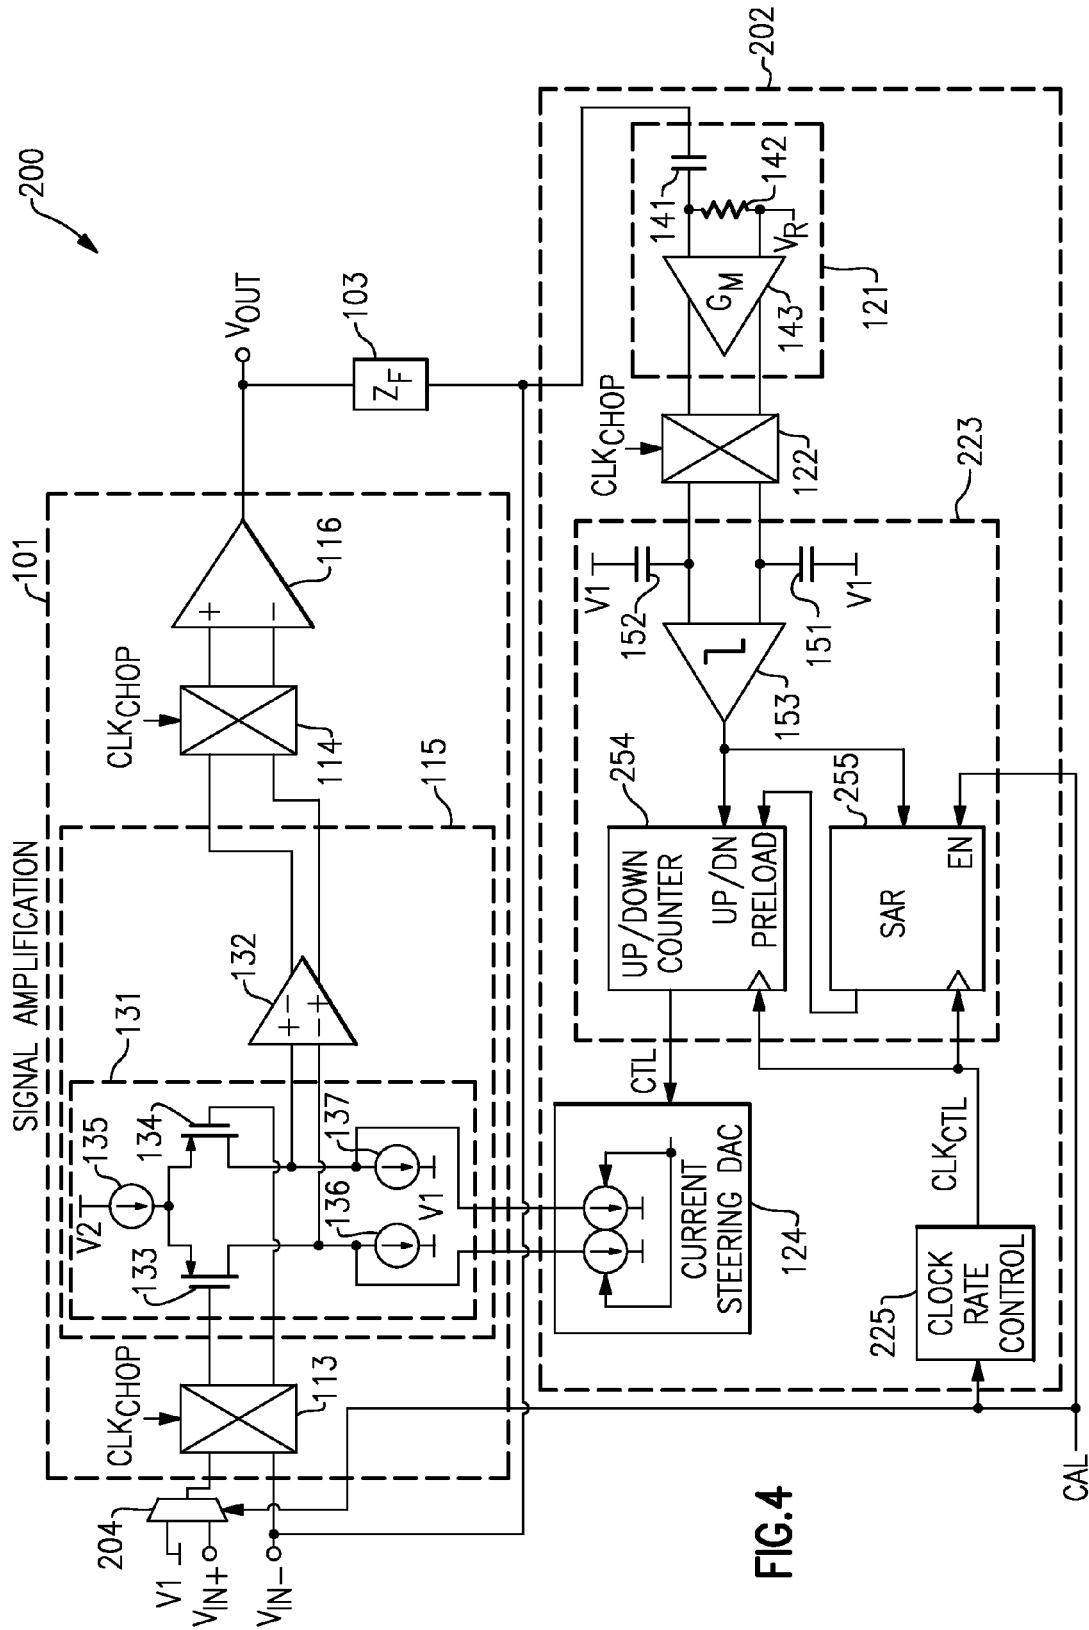 200
SIGNAL AMPLIFICATION
101
115
131
V2
135
133
134
136
137
V1
132
+
−
−
+
CLKCHOP
113
CLKCHOP
114
+
−
116
VOUT
103
ZF
204
V1
VIN+
VIN−
202
141
142
VR
GM
143
121
CLKCHOP
122
223
V1
152
151
V1
153
254
UP/DOWN
COUNTER
UP/DN
PRELOAD
255
SAR
EN
CTL
CURRENT
STEERING DAC
124
CLKCTL
225
CLOCK
RATE
CONTROL
CAL
FIG.4